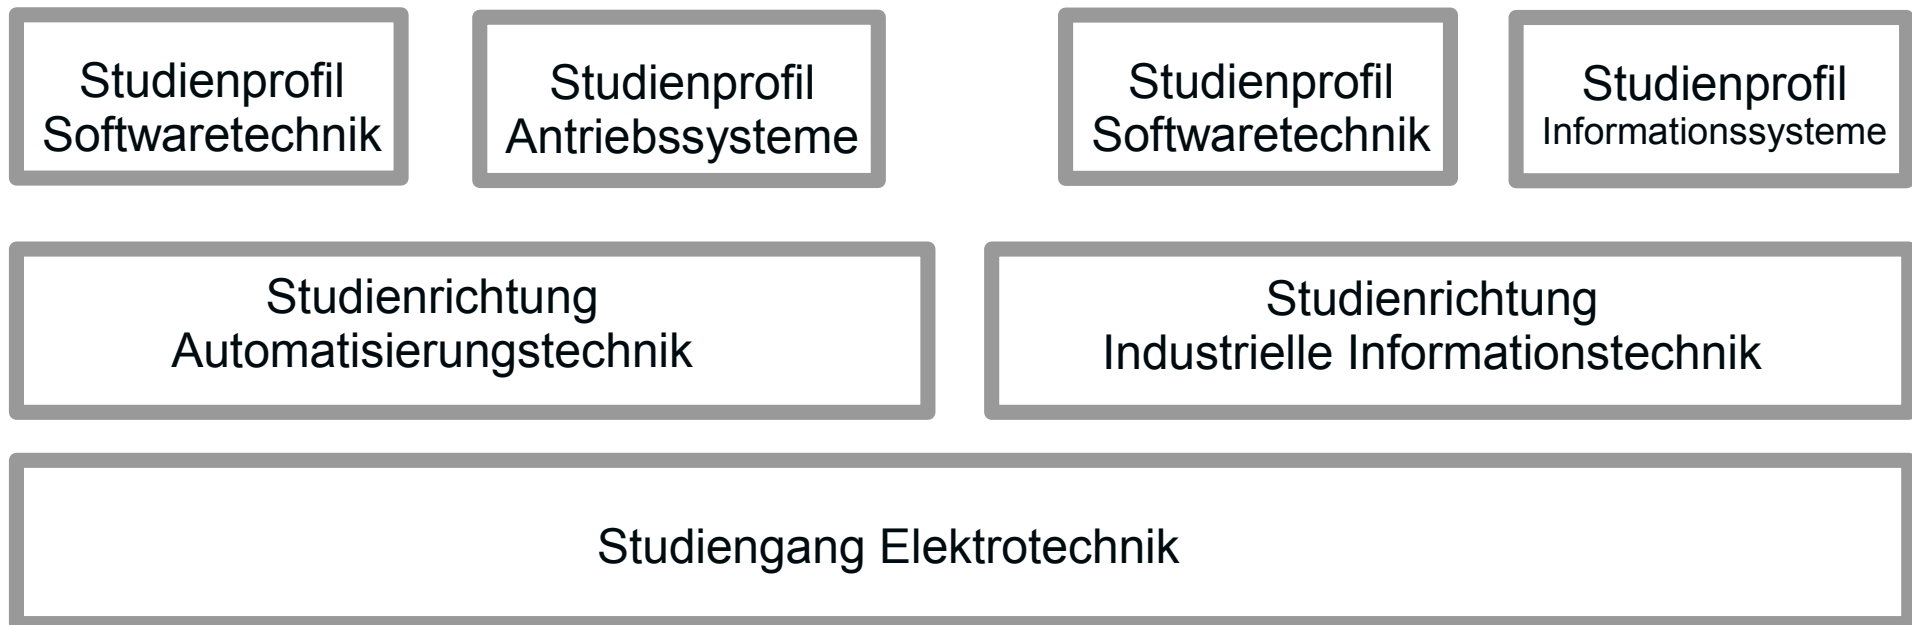 Studienprofil
Softwaretechnik
Studienprofil
Antriebssysteme
Studienprofil
Softwaretechnik
Studienprofil
Informationssysteme
Studienrichtung
Automatisierungstechnik
Studienrichtung
Industrielle Informationstechnik
Studiengang Elektrotechnik